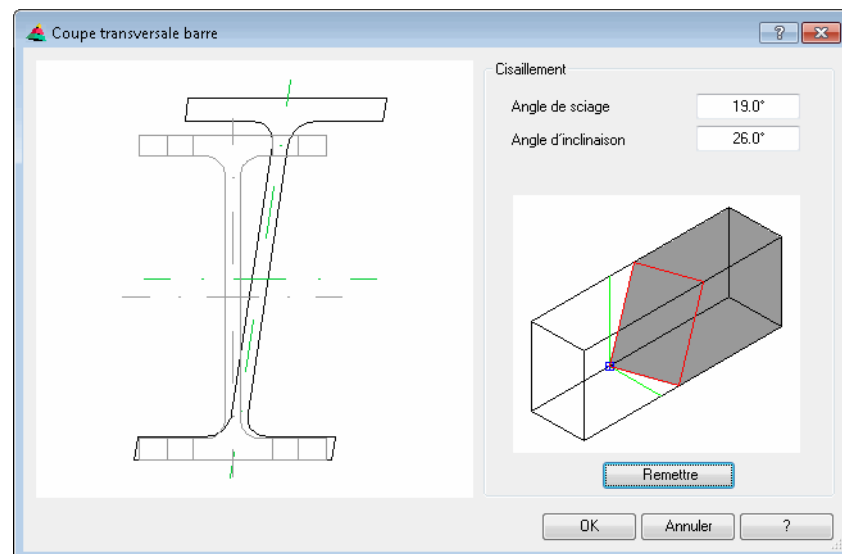 Coupe transversale barre
?
Cisaillement
Angle de sciage 19.0°
Angle d'inclinaison 26.0°
Remettre
OK Annuler ?